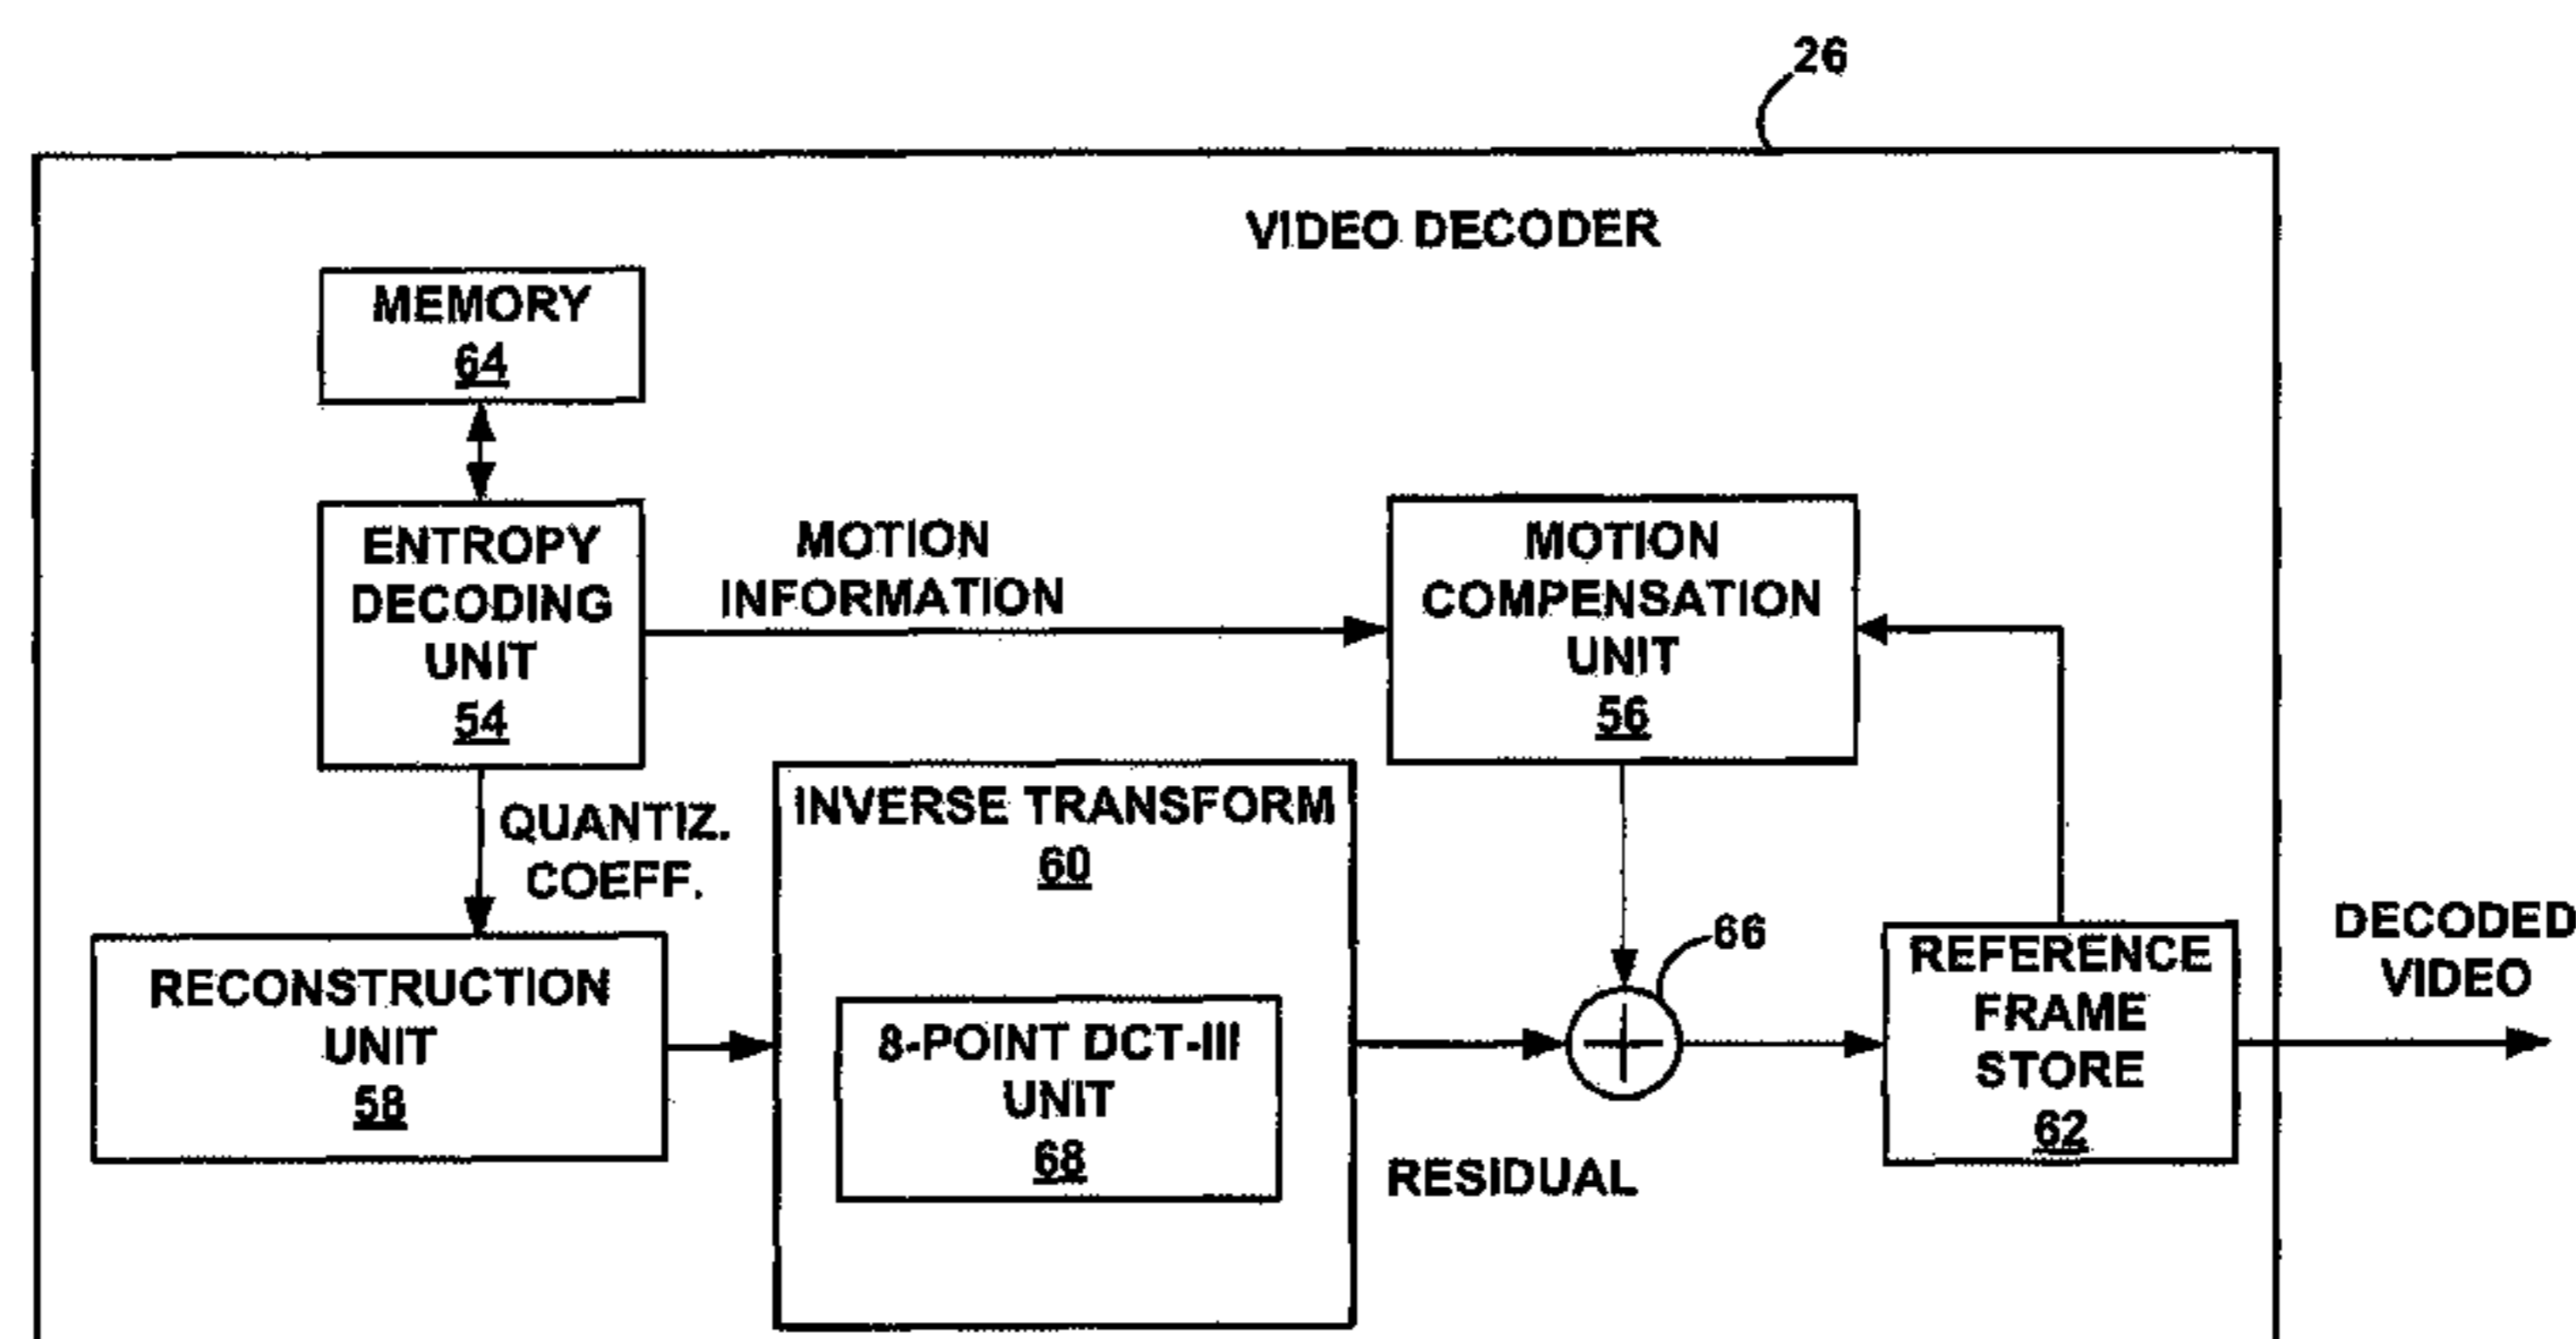 26
VIDEO DECODER
MEMORY
64
ENTROPY
DECODING
UNIT
54
MOTION
INFORMATION
MOTION
COMPENSATION
UNIT
56
QUANTIZ.
COEFF.
INVERSE TRANSFORM
60
8-POINT DCT-III
UNIT
68
RECONSTRUCTION
UNIT
58
66
RESIDUAL
REFERENCE
FRAME
STORE
62
DECODED
VIDEO